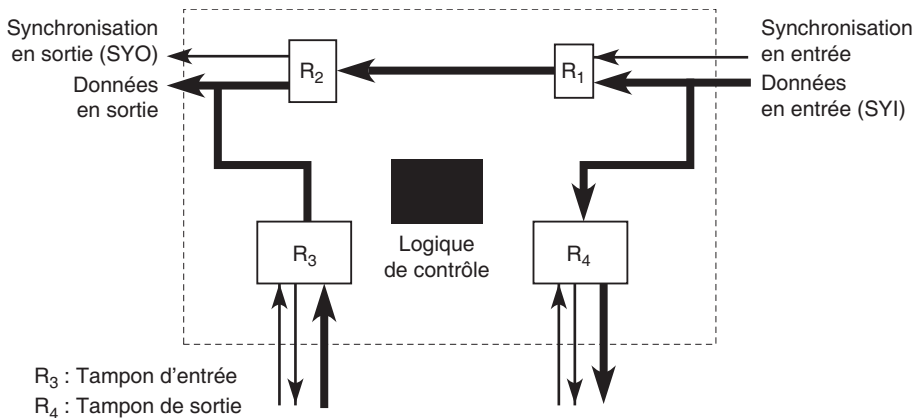 Synchronisation
en sortie (SYO)
Données
en sortie
R2
R1
Synchronisation
en entrée
Données
en entrée (SYI)
R3
Logique
de contrôle
R4
R3 : Tampon d'entrée
R4 : Tampon de sortie